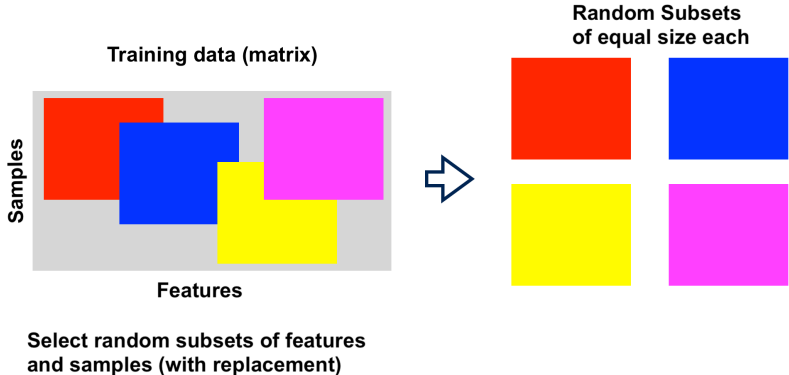 Training data (matrix)
Samples
Features
Select random subsets of features
and samples (with replacement)
Random Subsets
of equal size each